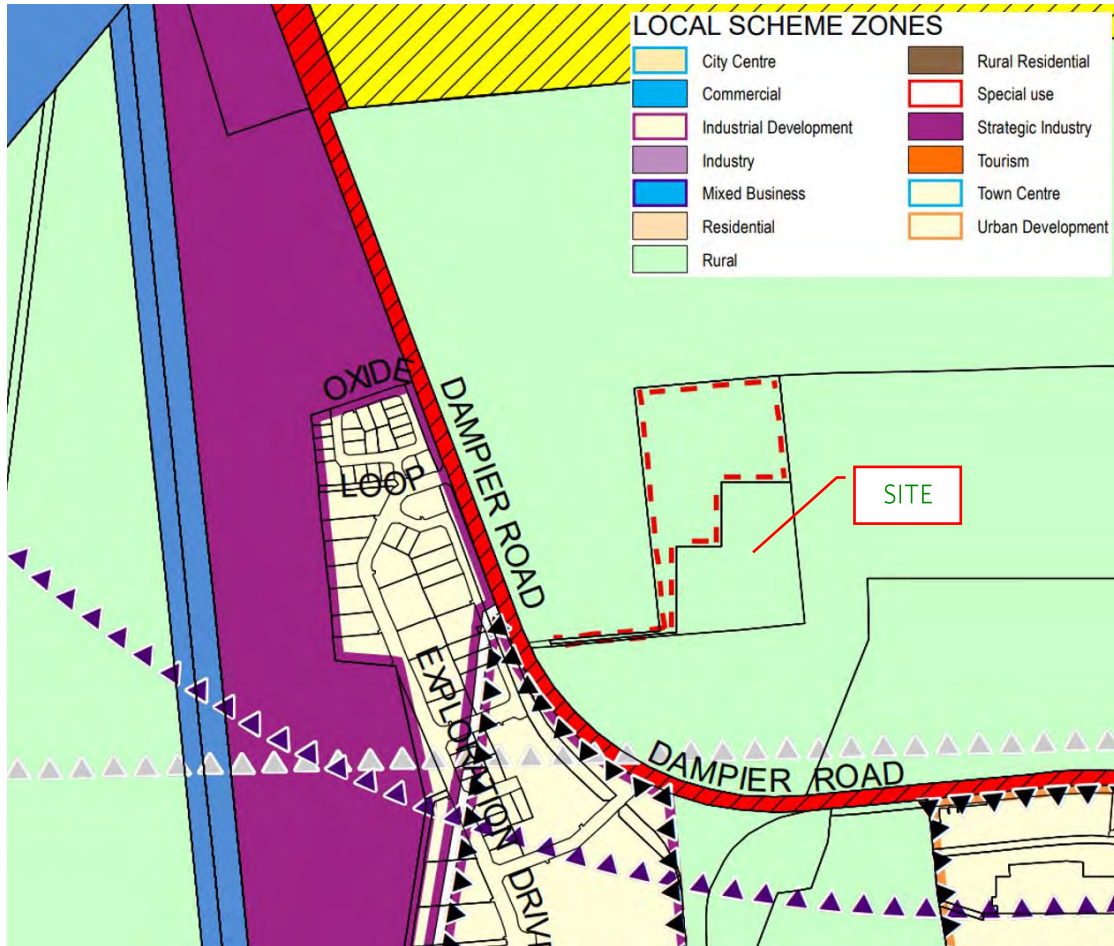 LOCAL SCHEME ZONES
City Centre
Commercial
Industrial Development
Industry
Mixed Business
Residential
Rural
Rural Residential
Special use
Strategic Industry
Tourism
Town Centre
Urban Development
OXIDE
LOOP
DAMPIER ROAD
SITE
EXPLORATION DRIVE
DAMPIER ROAD